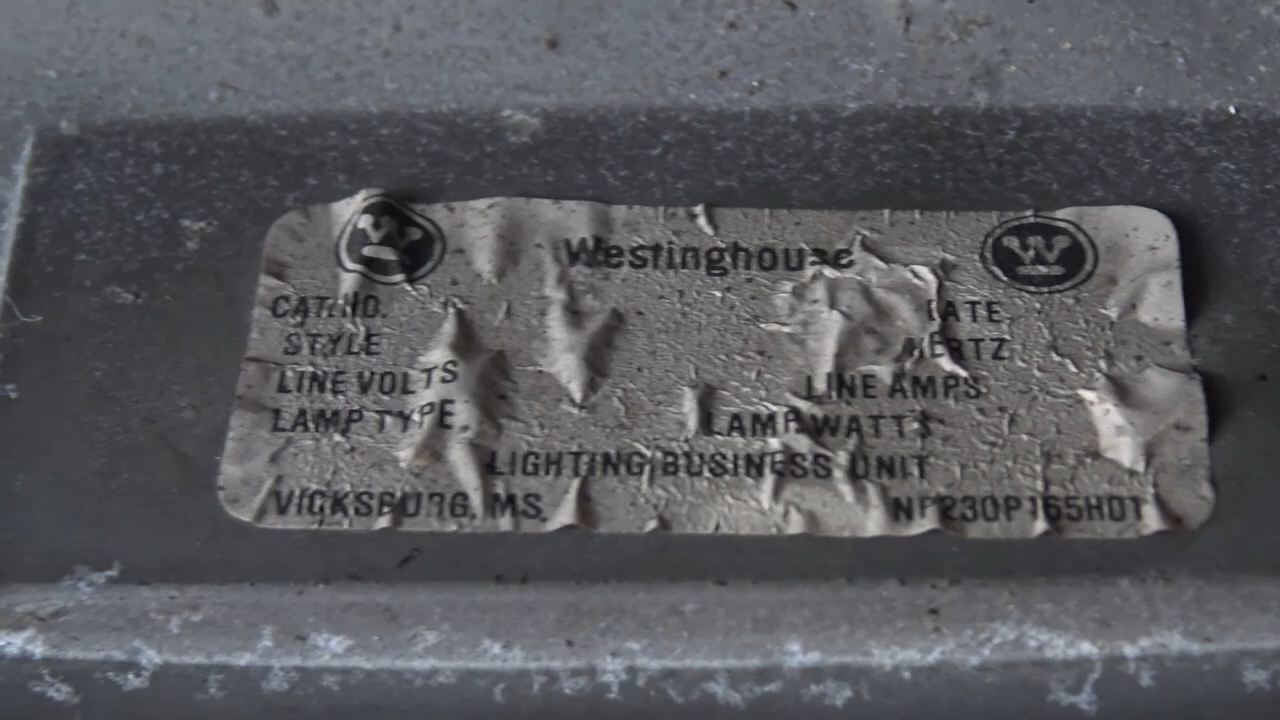 W Westinghouse W
CAT. NO. DATE
STYLE HERTZ
LINE VOLTS LINE AMPS
LAMP TYPE LAMP WATTS
LIGHTING BUSINESS UNIT
VICKSBURG, MS.